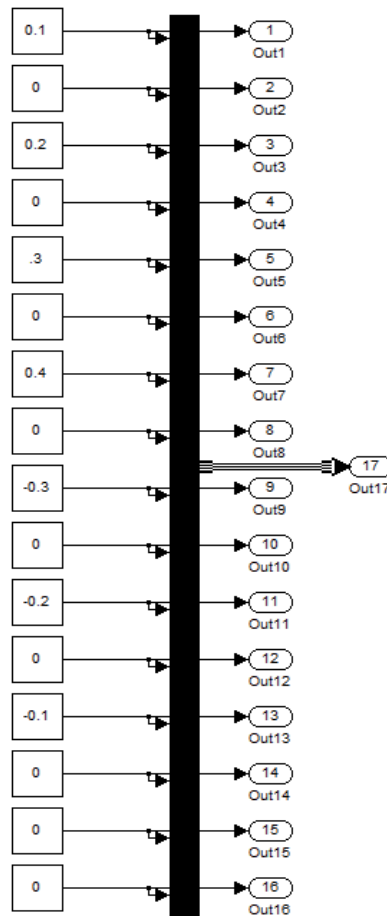 0.1 1
Out1
0 2
Out2
0.2 3
Out3
0 4
Out4
.3 5
Out5
0 6
Out6
0.4 7
Out7
0 8
Out8
17
Out17
-0.3 9
Out9
0 10
Out10
-0.2 11
Out11
0 12
Out12
-0.1 13
Out13
0 14
Out14
0 15
Out15
0 16
Out16